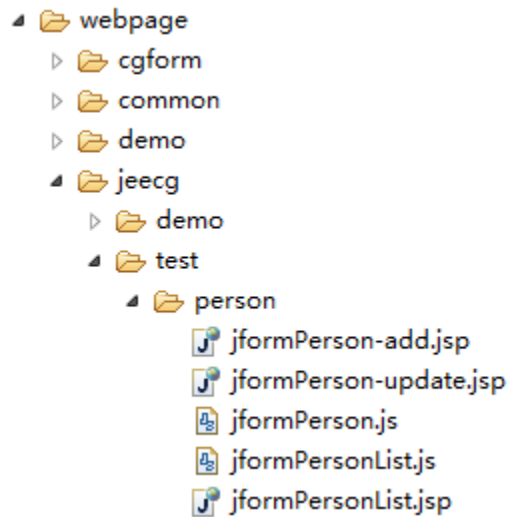 webpage
cgform
common
demo
jeecg
demo
test
person
jformPerson-add.jsp
jformPerson-update.jsp
jformPerson.js
jformPersonList.js
jformPersonList.jsp